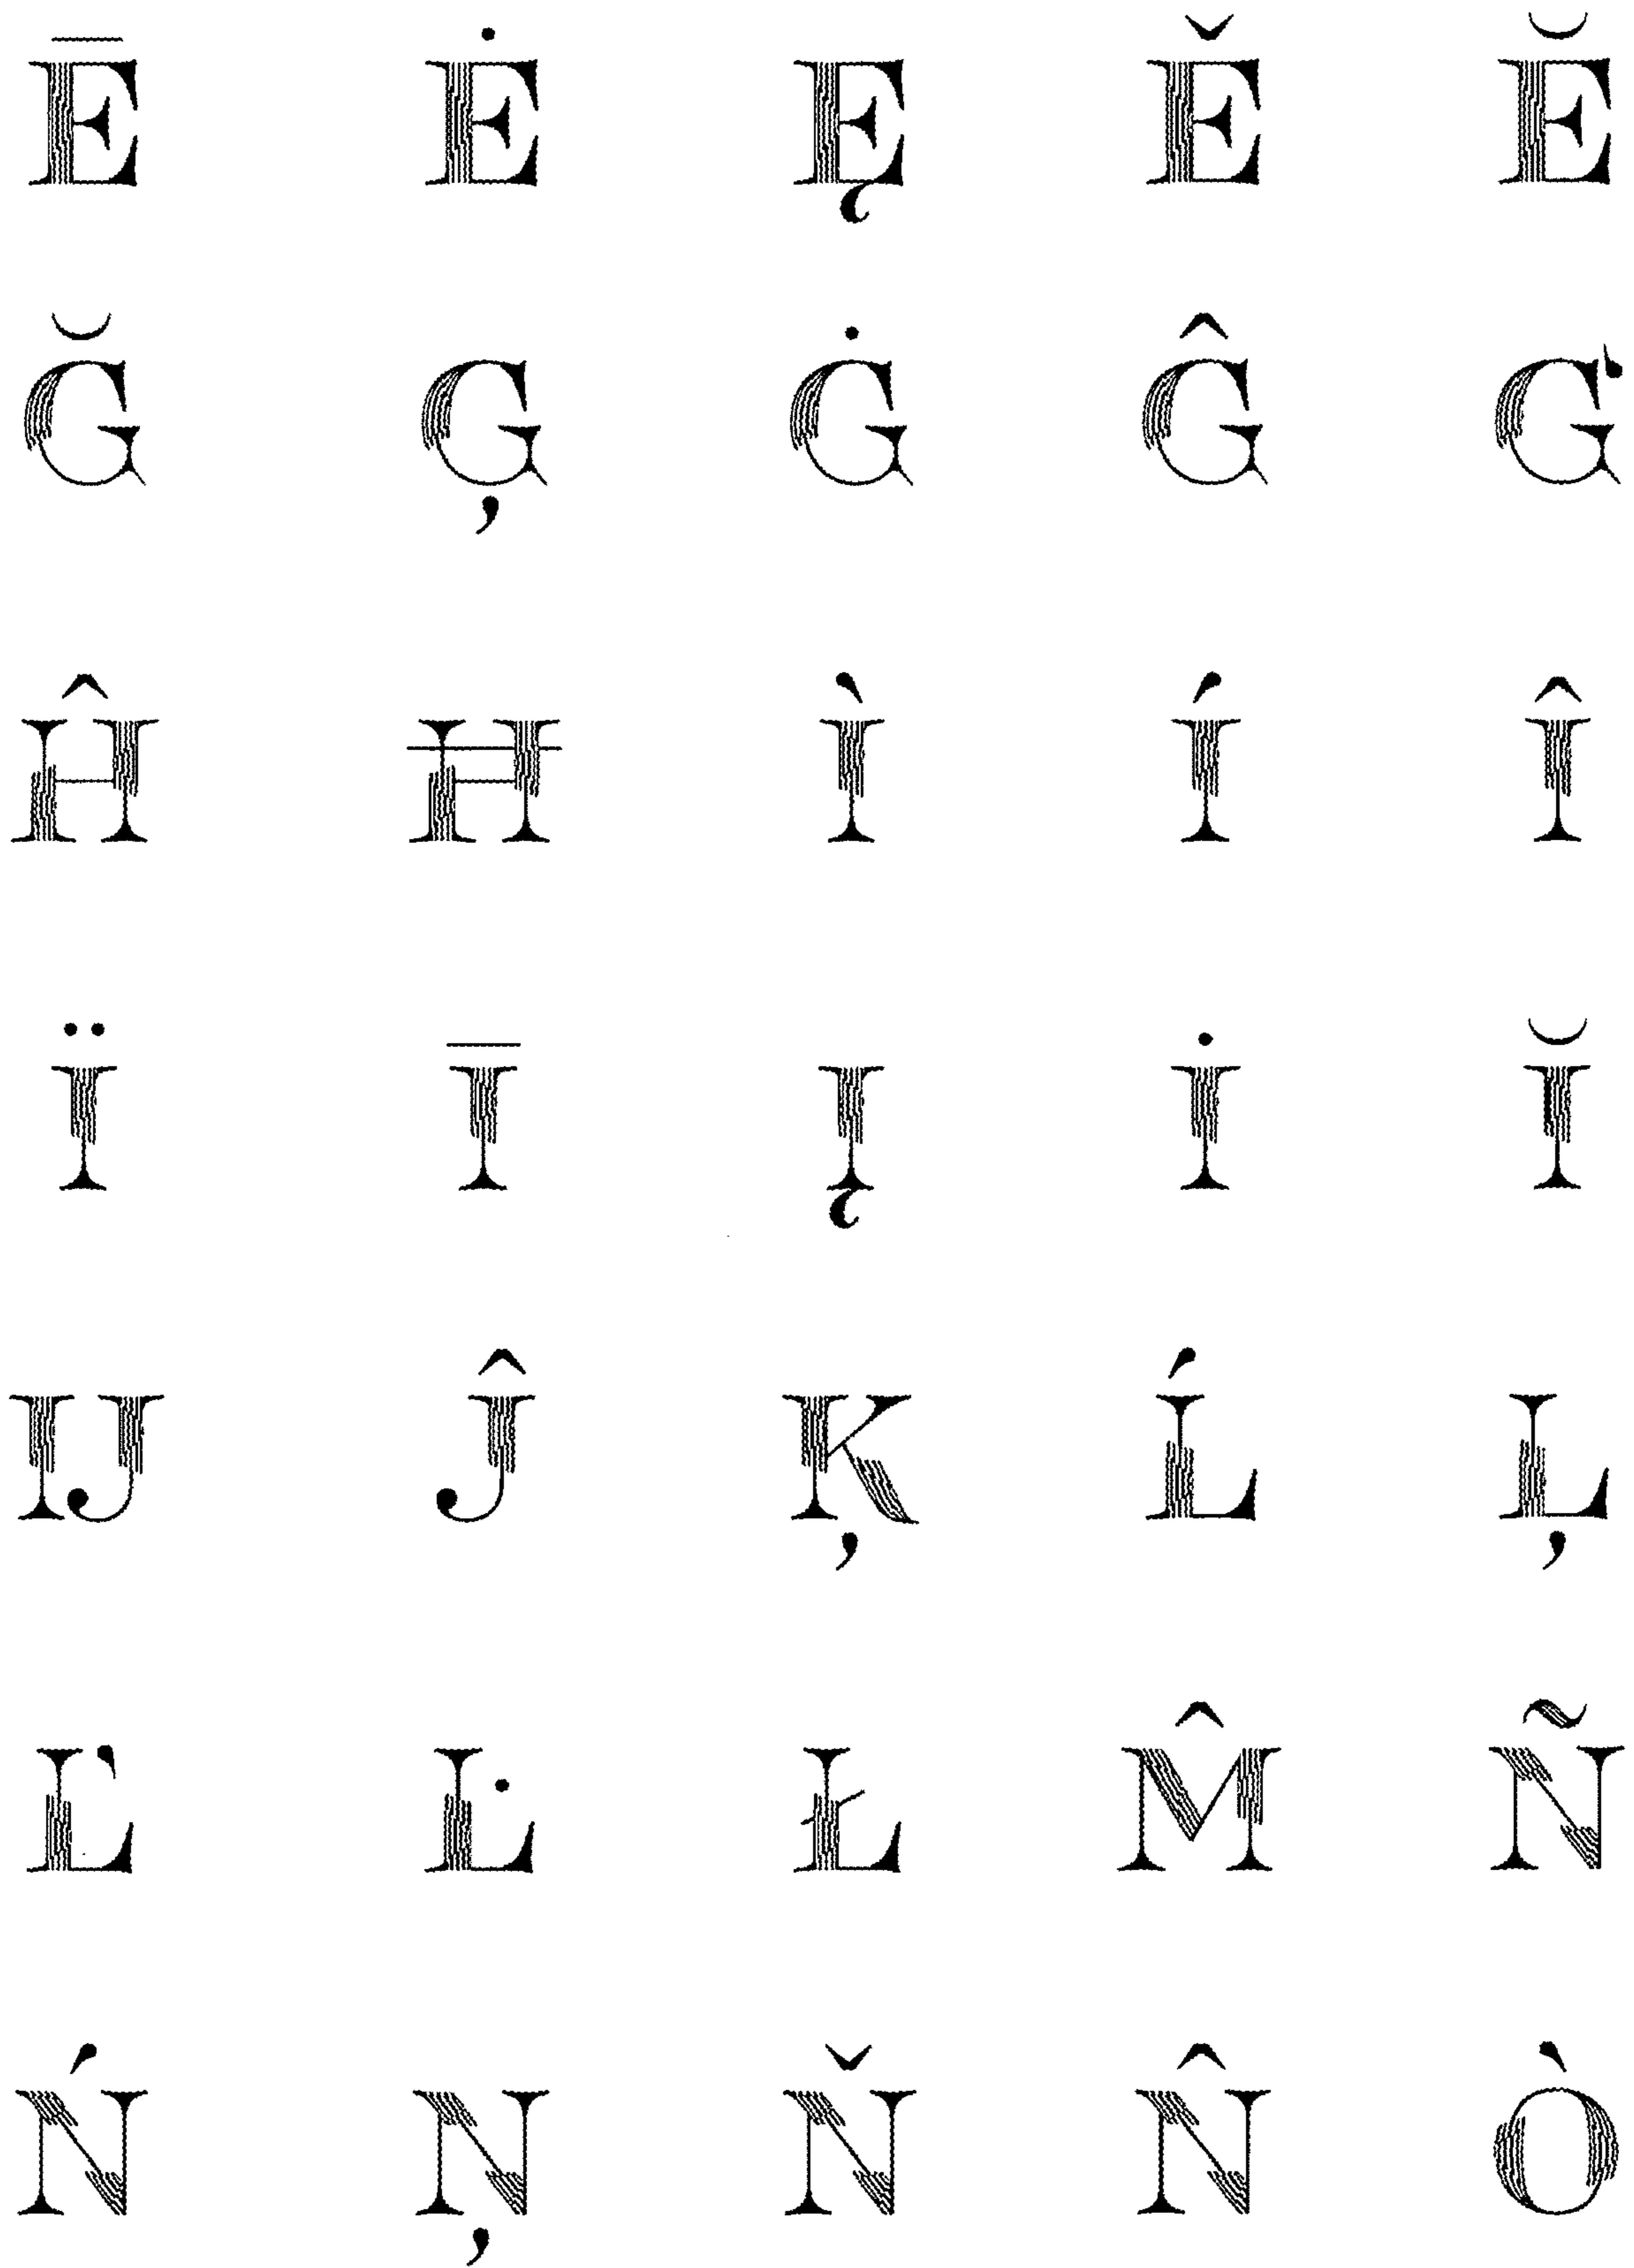 Ē Ė Ę Ě Ĕ
Ğ Ģ Ġ Ĝ G‛
Ĥ Ħ Ì Í Î
Ï Ī Į İ Ĭ
IJ Ĵ Ķ Ĺ Ļ
Ľ Ŀ Ł M̂ Ñ
Ń Ņ Ň N̂ Ò